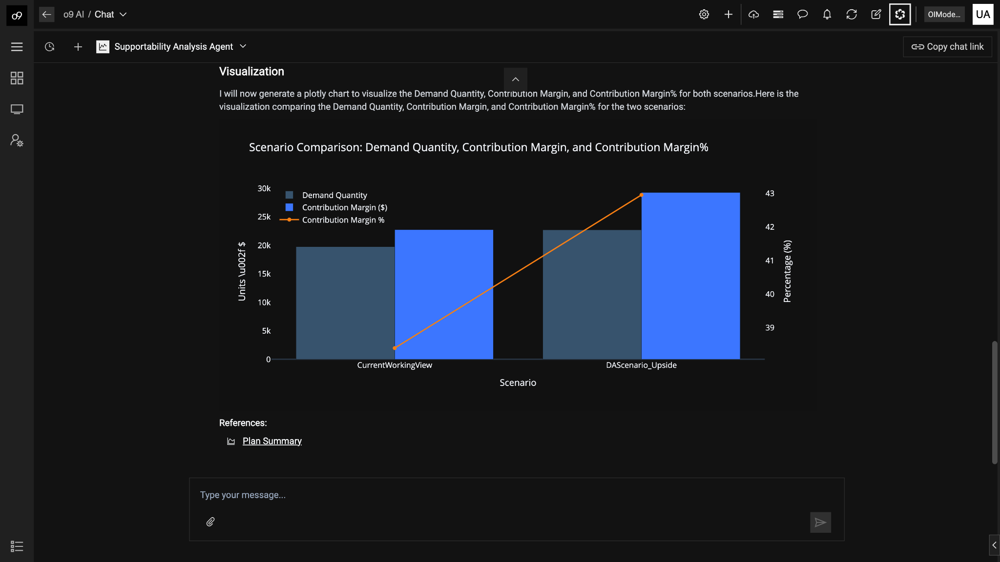 o9
o9 AI / Chat
OIMode...
UA
Supportability Analysis Agent
Copy chat link
Visualization
I will now generate a plotly chart to visualize the Demand Quantity, Contribution Margin, and Contribution Margin% for both scenarios.Here is the
visualization comparing the Demand Quantity, Contribution Margin, and Contribution Margin% for the two scenarios:
Scenario Comparison: Demand Quantity, Contribution Margin, and Contribution Margin%
Demand Quantity
Contribution Margin ($)
Contribution Margin %
30k
25k
20k
15k
10k
5k
0
Units \u002f $
43
42
41
40
39
Percentage (%)
CurrentWorkingView
DAScenario_Upside
Scenario
References:
Plan Summary
Type your message...